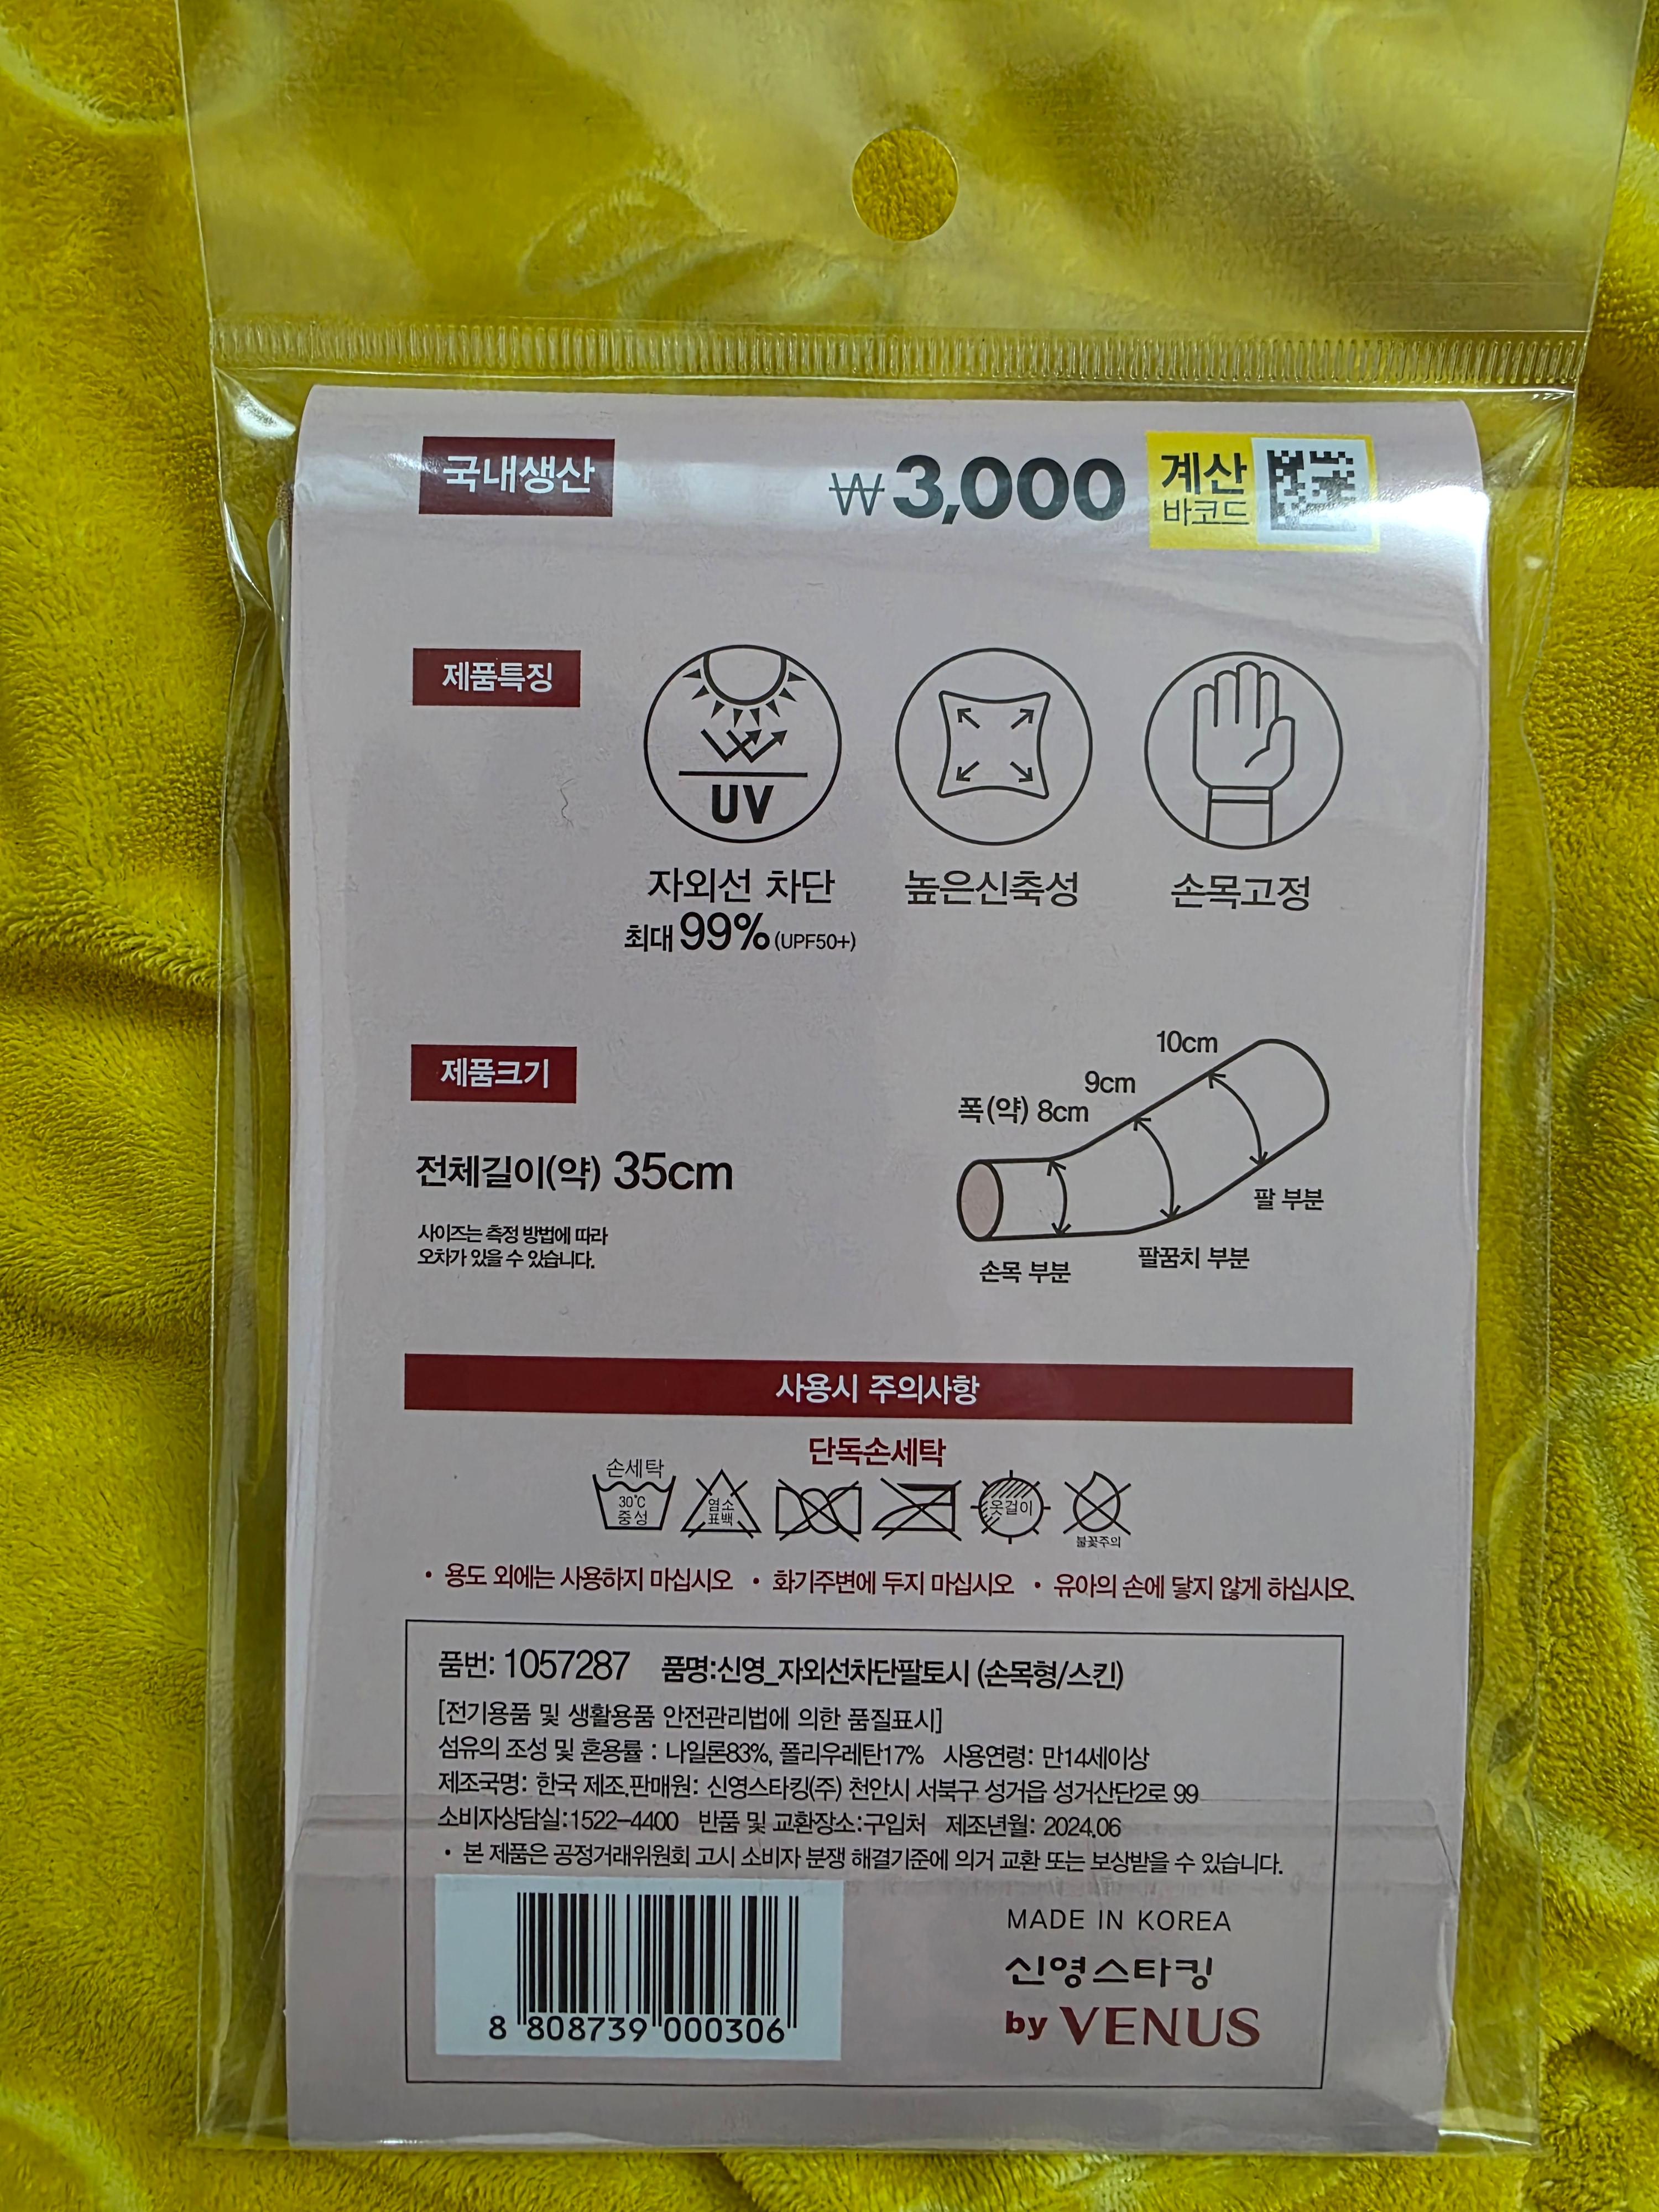 국내생산
₩3,000
계산
바코드
제품특징
UV
자외선 차단
최대 99% (UPF50+)
높은신축성
손목고정
제품크기
전체길이(약) 35cm
사이즈는 측정 방법에 따라
오차가 있을 수 있습니다.
10cm
9cm
폭(약) 8cm
팔 부분
팔꿈치 부분
손목 부분
사용시 주의사항
단독손세탁
손세탁
30°C
중성
염소
표백
옷걸이
불꽃주의
• 용도 외에는 사용하지 마십시오 • 화기주변에 두지 마십시오 • 유아의 손에 닿지 않게 하십시오.
품번: 1057287 품명:신영_자외선차단팔토시 (손목형/스킨)
[전기용품 및 생활용품 안전관리법에 의한 품질표시]
섬유의 조성 및 혼용률 : 나일론83%, 폴리우레탄17% 사용연령: 만14세이상
제조국명: 한국 제조.판매원: 신영스타킹(주) 천안시 서북구 성거읍 성거산단2로 99
소비자상담실:1522-4400 반품 및 교환장소:구입처 제조년월: 2024.06
• 본 제품은 공정거래위원회 고시 소비자 분쟁 해결기준에 의거 교환 또는 보상받을 수 있습니다.
8 808739 000306
MADE IN KOREA
신영스타킹
by VENUS